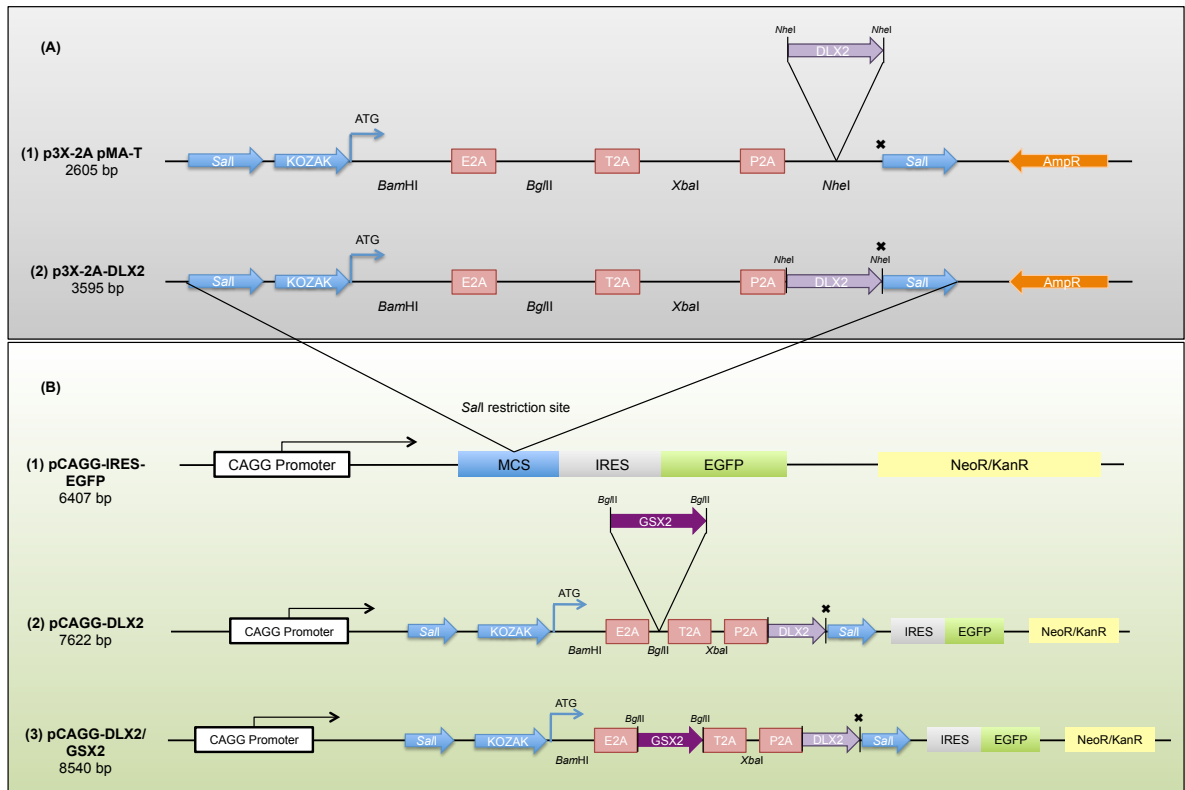 (A)
NheI NheI
DLX2
ATG
(1) p3X-2A pMA-T
2605 bp
SalI KOZAK E2A T2A P2A SalI AmpR
BamHI BglII XbaI NheI
ATG
(2) p3X-2A-DLX2
3595 bp
NheI NheI
SalI KOZAK E2A T2A P2A DLX2 SalI AmpR
BamHI BglII XbaI
(B)
SalI restriction site
(1) pCAGG-IRES-
EGFP
6407 bp
CAGG Promoter MCS IRES EGFP NeoR/KanR
BglII BglII
GSX2
ATG
(2) pCAGG-DLX2
7622 bp
CAGG Promoter SalI KOZAK E2A T2A P2A DLX2 SalI IRES EGFP NeoR/KanR
BamHI BglII XbaI
ATG
(3) pCAGG-DLX2/
GSX2
8540 bp
BglII BglII
CAGG Promoter SalI KOZAK E2A GSX2 T2A P2A DLX2 SalI IRES EGFP NeoR/KanR
BamHI XbaI